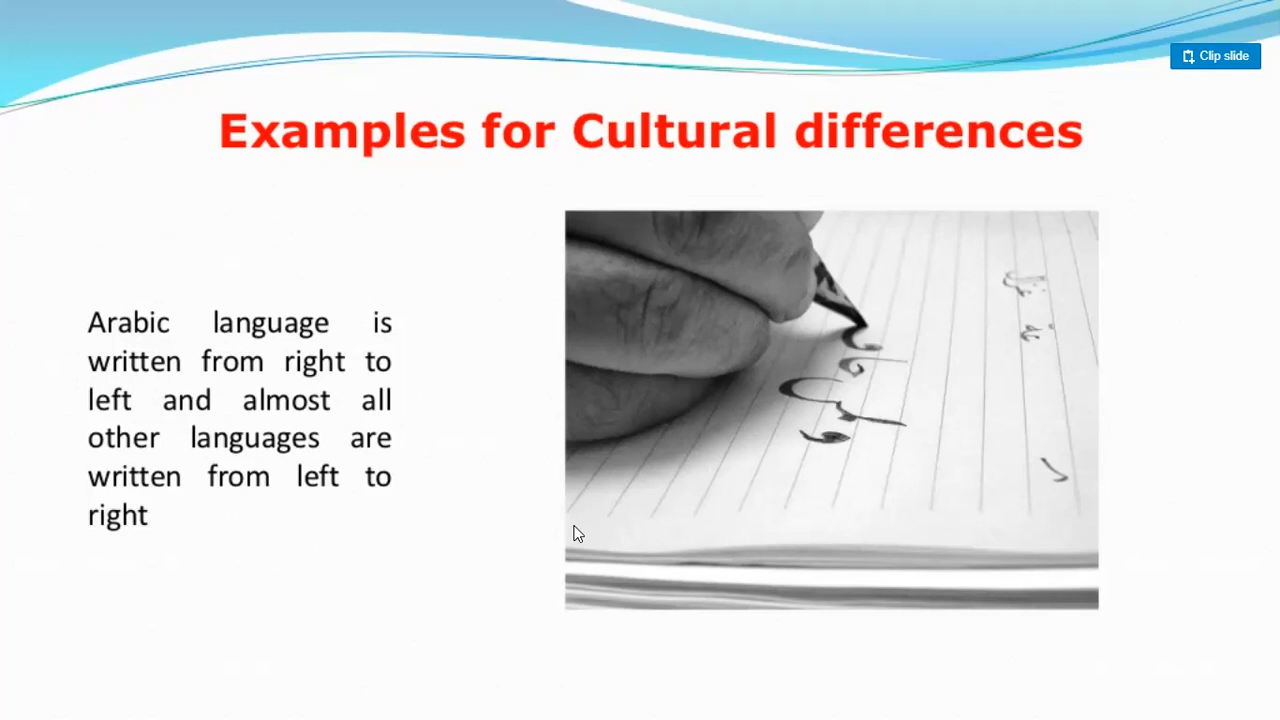 Clip slide
Examples for Cultural differences
Arabic language is
written from right to
left and almost all
other languages are
written from left to
right